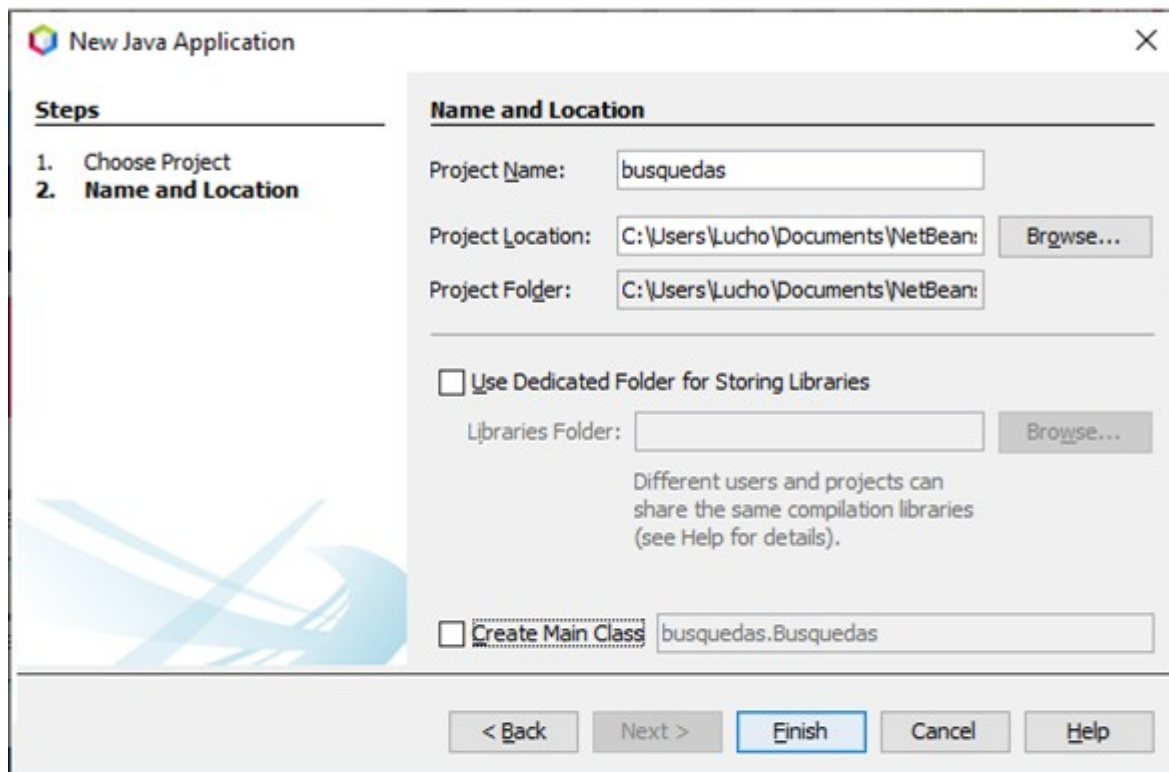 New Java Application
Steps
1. Choose Project
2. Name and Location
Name and Location
Project Name: busquedas
Project Location: C:\Users\Lucho\Documents\NetBeans Browse...
Project Folder: C:\Users\Lucho\Documents\NetBeans
Use Dedicated Folder for Storing Libraries
Libraries Folder: Browse...
Different users and projects can
share the same compilation libraries
(see Help for details).
Create Main Class busquedas.Busquedas
< Back Next > Finish Cancel Help